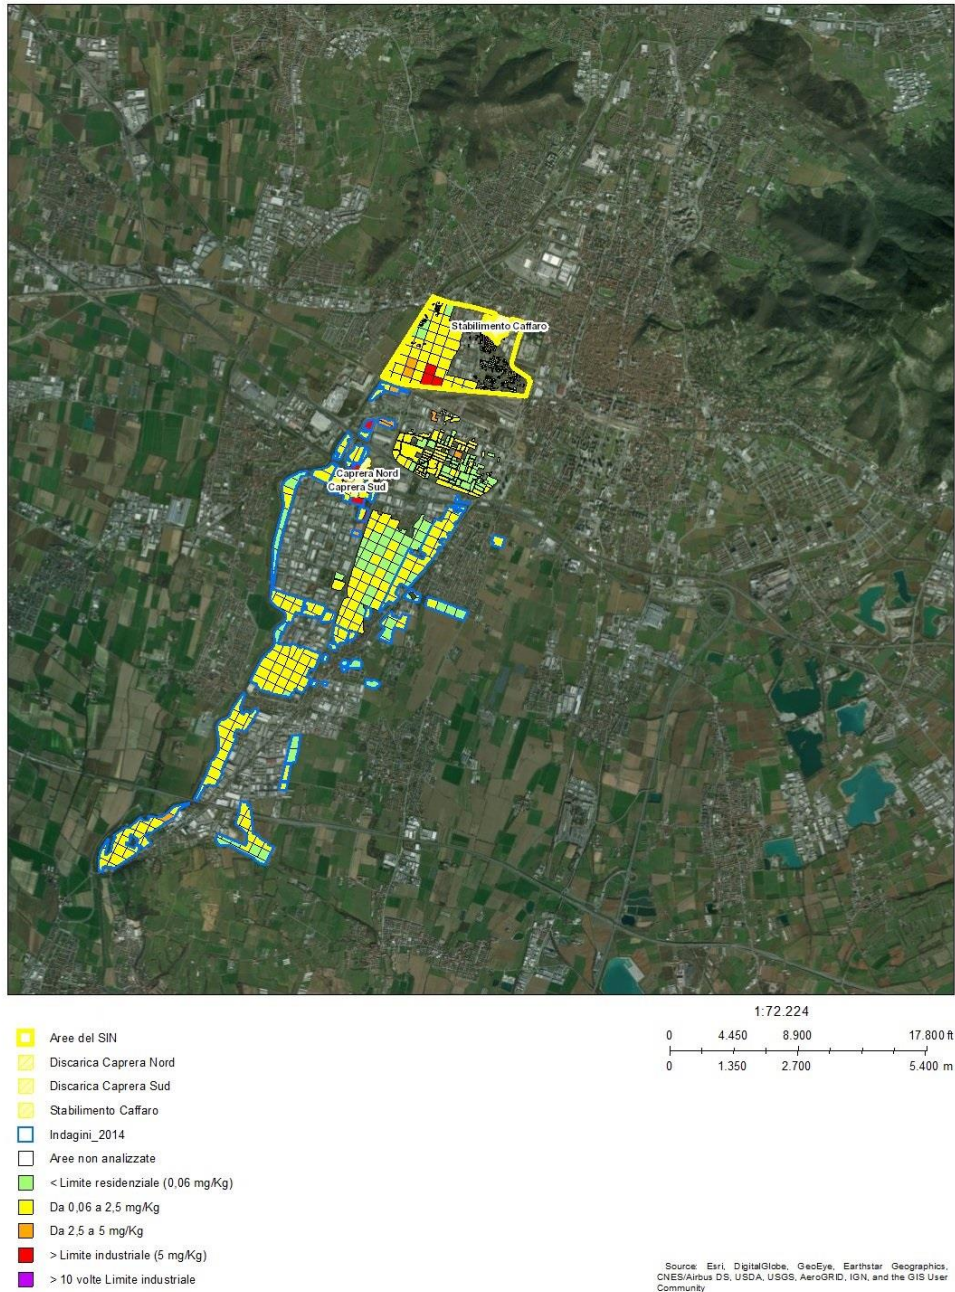 Stabilimento Caffaro
Caprera Nord
Caprera Sud
1:72.224
0 4.450 8.900 17.800 ft
0 1.350 2.700 5.400 m
Aree del SIN
Discarica Caprera Nord
Discarica Caprera Sud
Stabilimento Caffaro
Indagini_2014
Aree non analizzate
< Limite residenziale (0,06 mg/Kg)
Da 0,06 a 2,5 mg/Kg
Da 2,5 a 5 mg/Kg
> Limite industriale (5 mg/Kg)
> 10 volte Limite industriale
Source: Esri, DigitalGlobe, GeoEye, Earthstar Geographics,
CNES/Airbus DS, USDA, USGS, AeroGRID, IGN, and the GIS User
Community